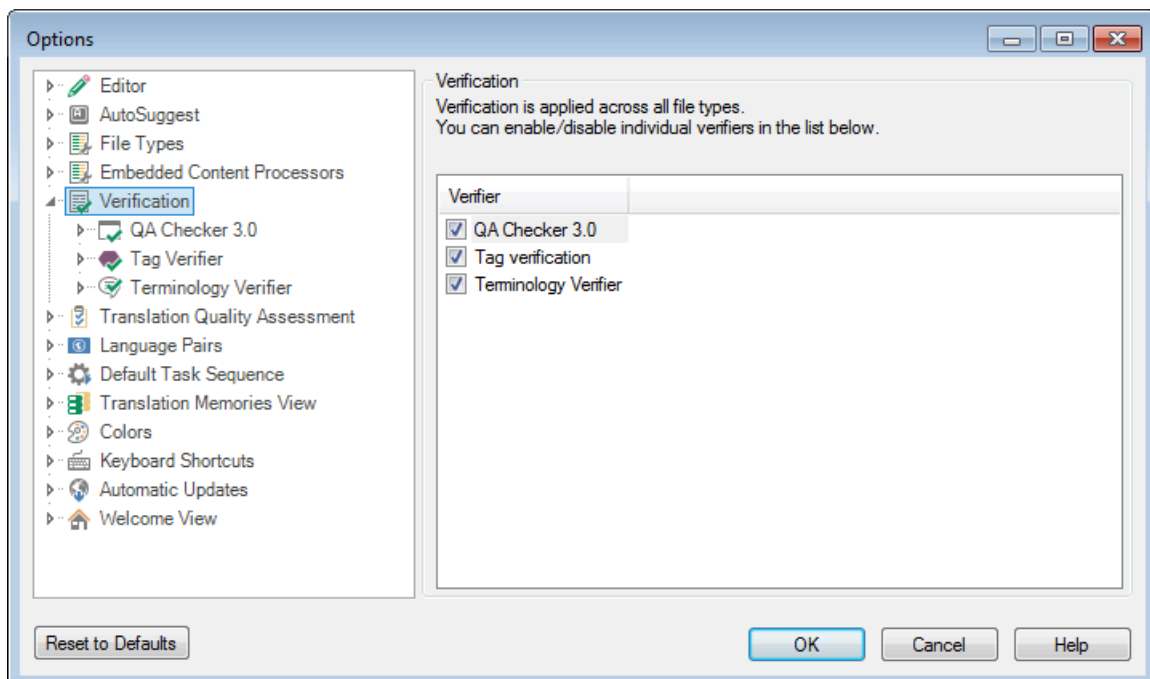 Options
Editor
AutoSuggest
File Types
Embedded Content Processors
Verification
QA Checker 3.0
Tag Verifier
Terminology Verifier
Translation Quality Assessment
Language Pairs
Default Task Sequence
Translation Memories View
Colors
Keyboard Shortcuts
Automatic Updates
Welcome View
Verification
Verification is applied across all file types.
You can enable/disable individual verifiers in the list below.
Verifier
QA Checker 3.0
Tag verification
Terminology Verifier
Reset to Defaults
OK
Cancel
Help